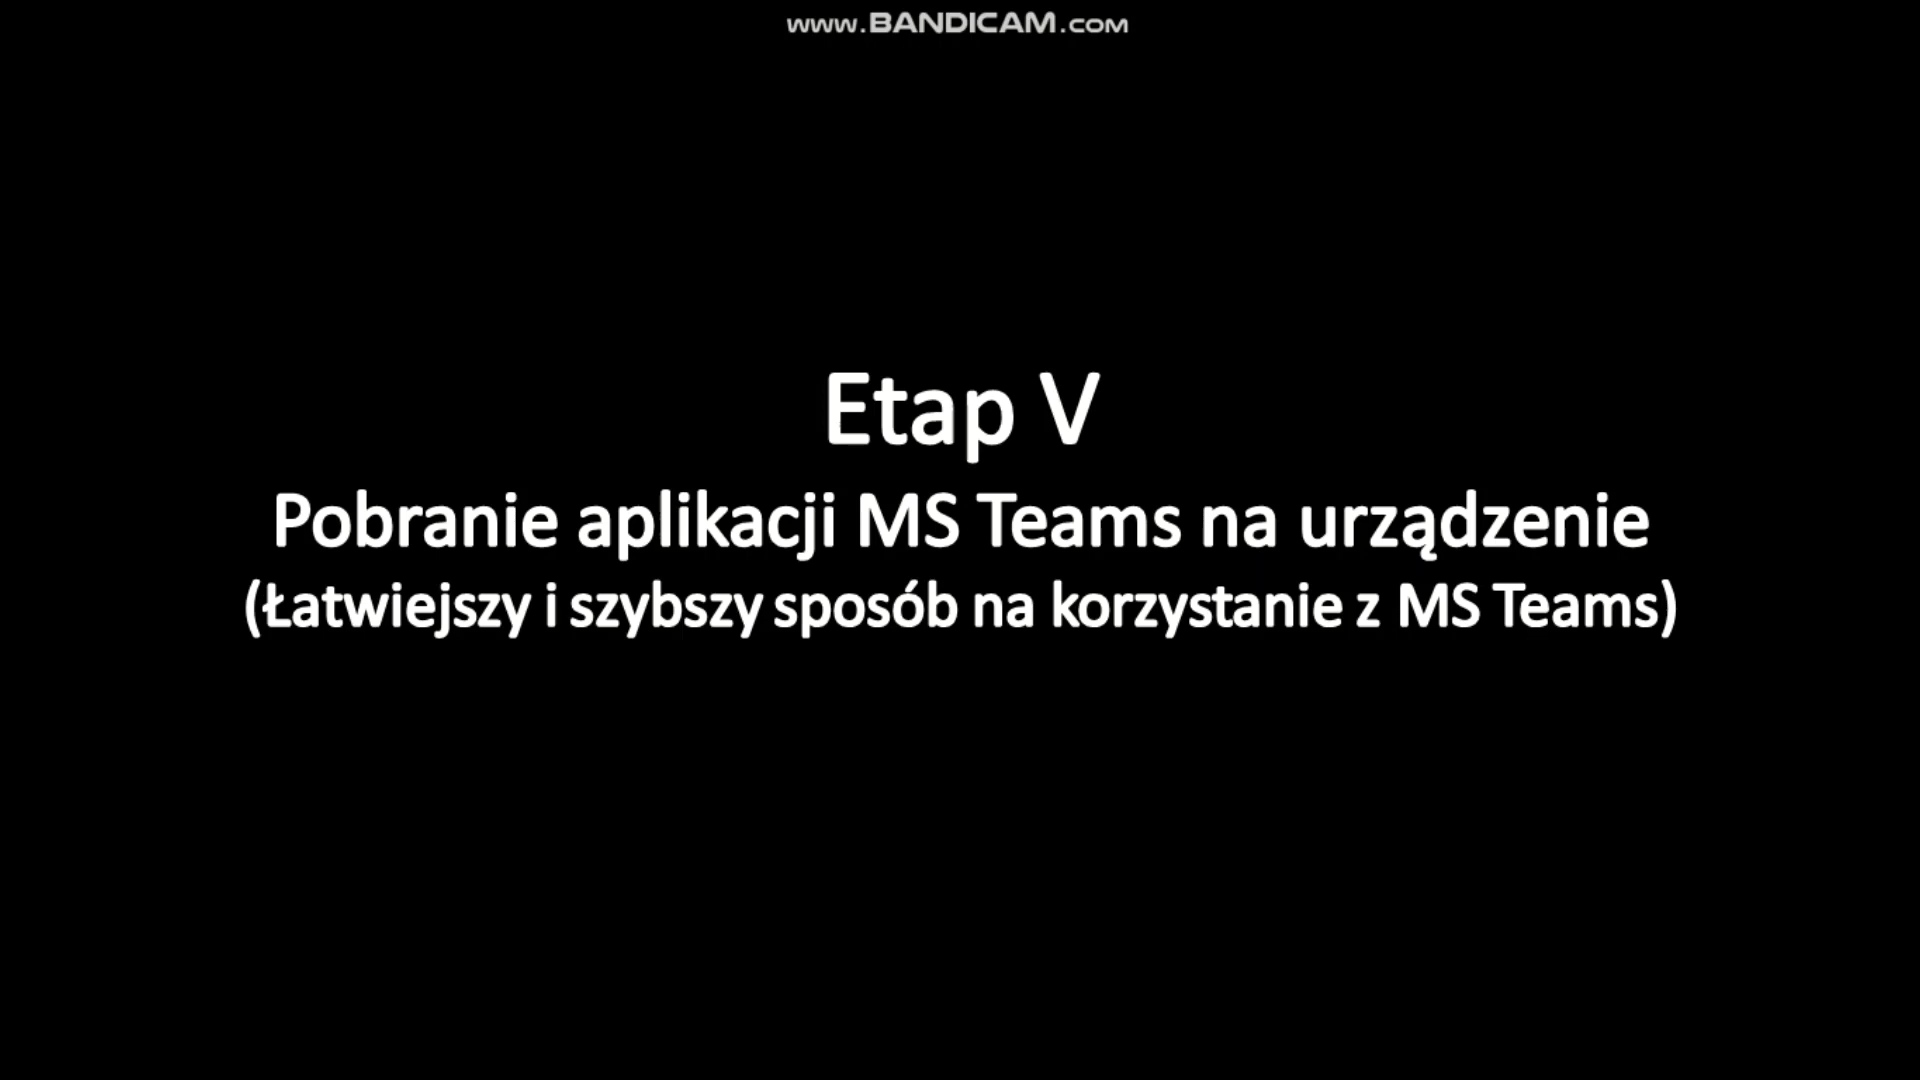 www.BANDICAM.com
Etap V
Pobranie aplikacji MS Teams na urządzenie
(Łatwiejszy i szybszy sposób na korzystanie z MS Teams)